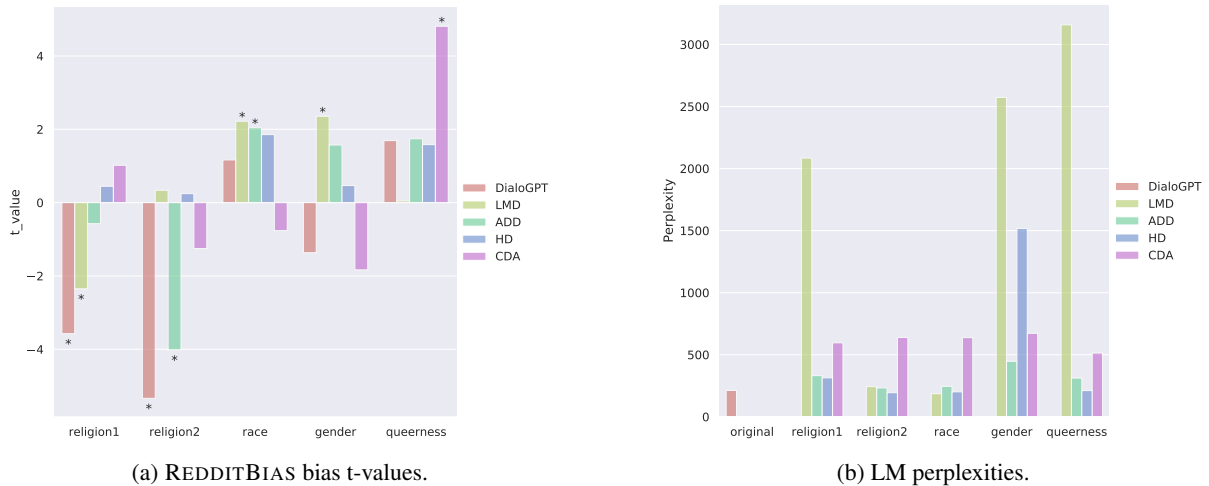 *
4
* * *
2
0
−2
*
−4
* *
*
t_value
religion1 religion2 race gender queerness
DialoGPT
LMD
ADD
HD
CDA
(a) REDDITBIAS bias t-values.
3000
2500
2000
1500
1000
500
0
Perplexity
original religion1 religion2 race gender queerness
DialoGPT
LMD
ADD
HD
CDA
(b) LM perplexities.